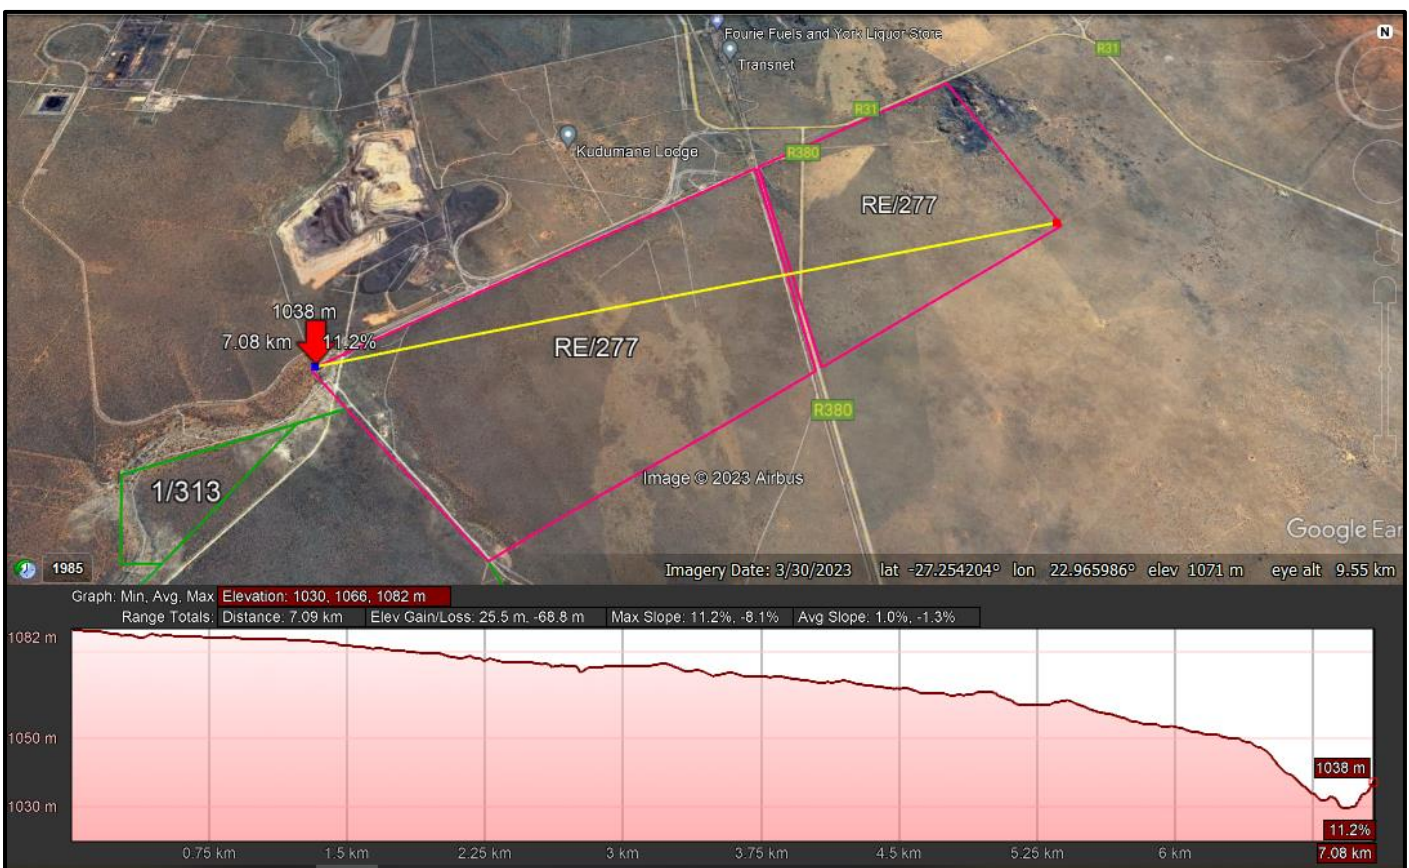 N
Fourie Fuels and York Liquor Store
R31
Transnet
R31
Kudumane Lodge
R380
RE/277
1038 m
7.08 km 11.2%
RE/277
R380
1/313
Image © 2023 Airbus
Google Ear
1985
Imagery Date: 3/30/2023 lat -27.254204° lon 22.965986° elev 1071 m eye alt 9.55 km
Graph: Min, Avg, Max Elevation: 1030, 1066, 1082 m
Range Totals: Distance: 7.09 km Elev Gain/Loss: 25.5 m, -68.8 m Max Slope: 11.2%, -8.1% Avg Slope: 1.0%, -1.3%
1082 m
1050 m
1038 m
1030 m
11.2%
0.75 km 1.5 km 2.25 km 3 km 3.75 km 4.5 km 5.25 km 6 km 7.08 km